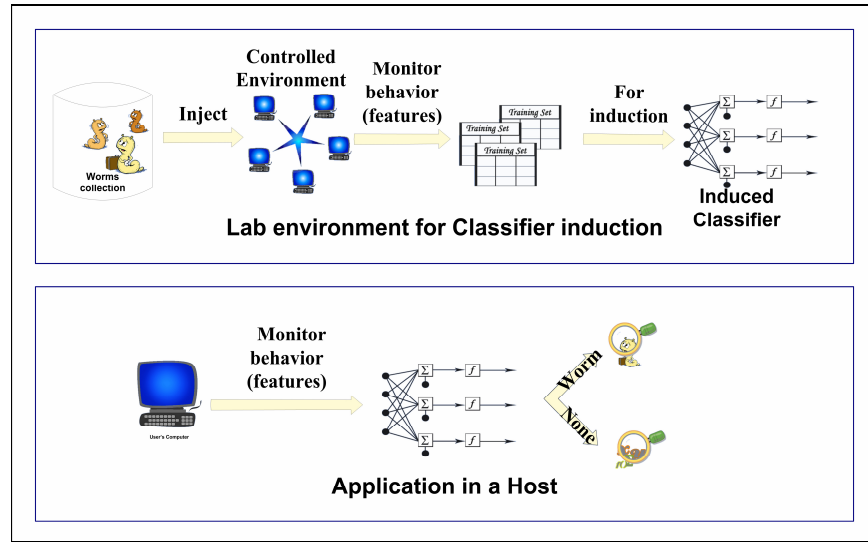 Controlled
Environment
Monitor
behavior
(features)
For
induction
Inject
Training Set
Training Set
Training Set
Σ f
Σ f
Σ f
Worms
collection
Induced
Classifier
Lab environment for Classifier induction
Monitor
behavior
(features)
Σ f
Σ f
Σ f
Worm
None
User's Computer
Application in a Host